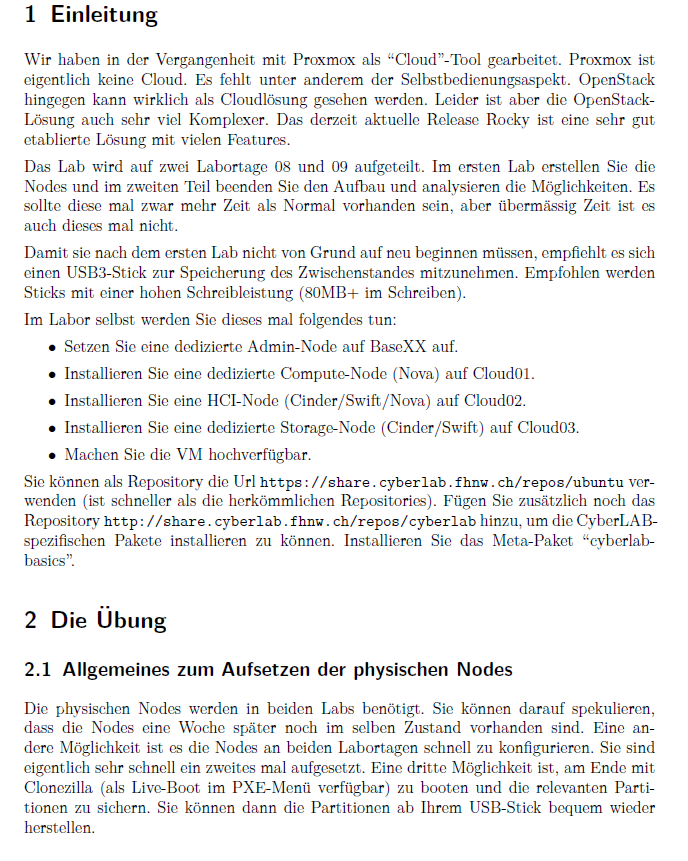 1 Einleitung
Wir haben in der Vergangenheit mit Proxmox als “Cloud”-Tool gearbeitet. Proxmox ist
eigentlich keine Cloud. Es fehlt unter anderem der Selbstbedienungsaspekt. OpenStack
hingegen kann wirklich als Cloudlösung gesehen werden. Leider ist aber die OpenStack-
Lösung auch sehr viel Komplexer. Das derzeit aktuelle Release Rocky ist eine sehr gut
etablierte Lösung mit vielen Features.
Das Lab wird auf zwei Labortage 08 und 09 aufgeteilt. Im ersten Lab erstellen Sie die
Nodes und im zweiten Teil beenden Sie den Aufbau und analysieren die Möglichkeiten. Es
sollte diese mal zwar mehr Zeit als Normal vorhanden sein, aber übermässig Zeit ist es
auch dieses mal nicht.
Damit sie nach dem ersten Lab nicht von Grund auf neu beginnen müssen, empfiehlt es sich
einen USB3-Stick zur Speicherung des Zwischenstandes mitzunehmen. Empfohlen werden
Sticks mit einer hohen Schreibleistung (80MB+ im Schreiben).
Im Labor selbst werden Sie dieses mal folgendes tun:
• Setzen Sie eine dedizierte Admin-Node auf BaseXX auf.
• Installieren Sie eine dedizierte Compute-Node (Nova) auf Cloud01.
• Installieren Sie eine HCI-Node (Cinder/Swift/Nova) auf Cloud02.
• Installieren Sie eine dedizierte Storage-Node (Cinder/Swift) auf Cloud03.
• Machen Sie die VM hochverfügbar.
Sie können als Repository die Url https://share.cyberlab.fhnw.ch/repos/ubuntu ver-
wenden (ist schneller als die herkömmlichen Repositories). Fügen Sie zusätzlich noch das
Repository http://share.cyberlab.fhnw.ch/repos/cyberlab hinzu, um die CyberLAB-
spezifischen Pakete installieren zu können. Installieren Sie das Meta-Paket “cyberlab-
basics”.
2 Die Übung
2.1 Allgemeines zum Aufsetzen der physischen Nodes
Die physischen Nodes werden in beiden Labs benötigt. Sie können darauf spekulieren,
dass die Nodes eine Woche später noch im selben Zustand vorhanden sind. Eine an-
dere Möglichkeit ist es die Nodes an beiden Labortagen schnell zu konfigurieren. Sie sind
eigentlich sehr schnell ein zweites mal aufgesetzt. Eine dritte Möglichkeit ist, am Ende mit
Clonezilla (als Live-Boot im PXE-Menü verfügbar) zu booten und die relevanten Parti-
tionen zu sichern. Sie können dann die Partitionen ab Ihrem USB-Stick bequem wieder
herstellen.